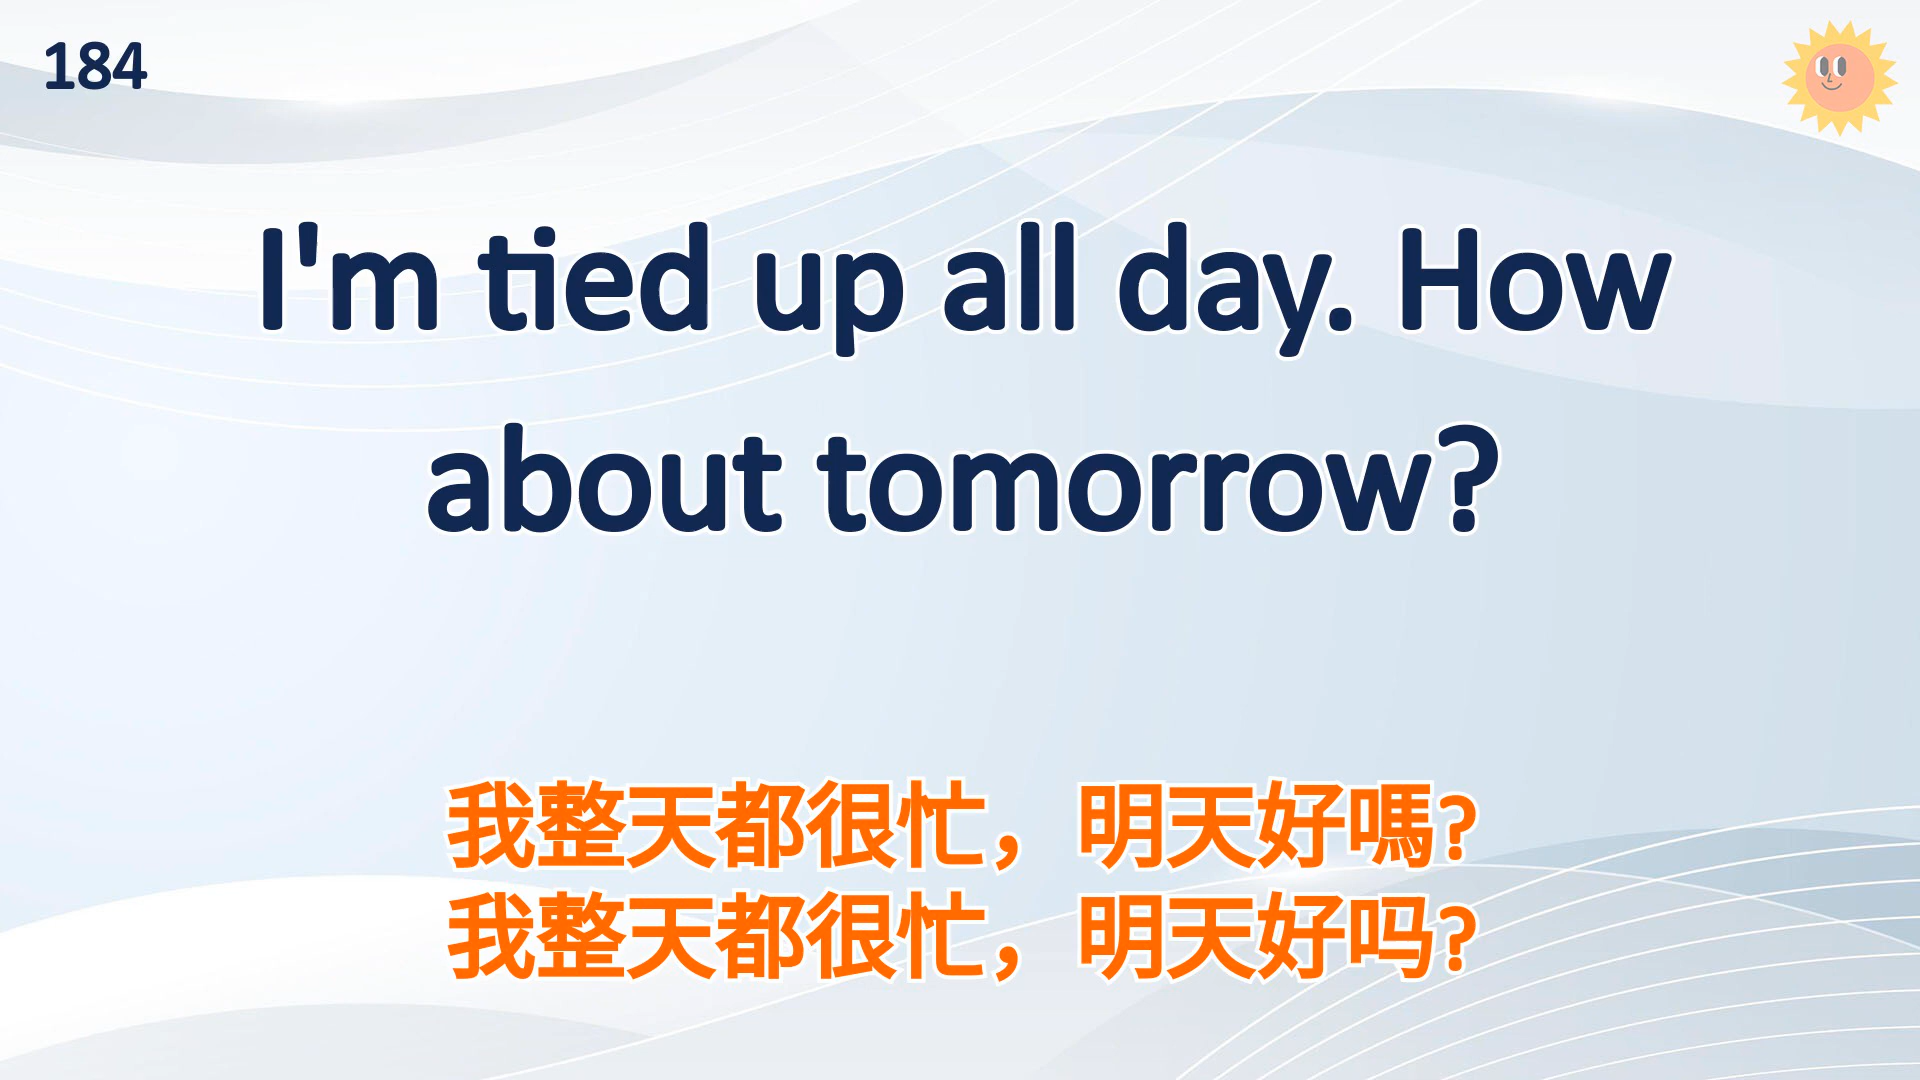 184
I'm tied up all day. How
about tomorrow?
我整天都很忙，明天好嗎?
我整天都很忙，明天好吗?